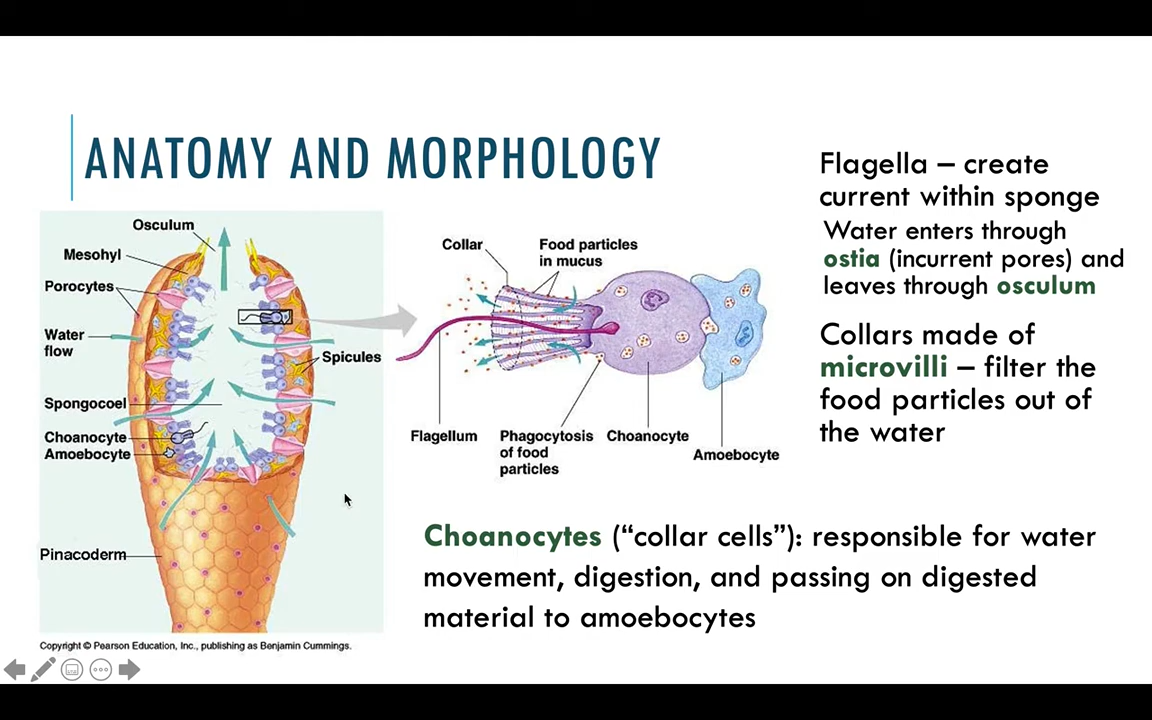 ANATOMY AND MORPHOLOGY
Osculum
Mesohyl
Porocytes
Water
flow
Spicules
Spongocoel
Choanocyte
Amoebocyte
Pinacoderm
Copyright © Pearson Education, Inc., publishing as Benjamin Cummings.
Collar
Food particles
in mucus
Flagellum
Phagocytosis
of food
particles
Choanocyte
Amoebocyte
Flagella – create
current within sponge
Water enters through
ostia (incurrent pores) and
leaves through osculum
Collars made of
microvilli – filter the
food particles out of
the water
Choanocytes (“collar cells”): responsible for water
movement, digestion, and passing on digested
material to amoebocytes